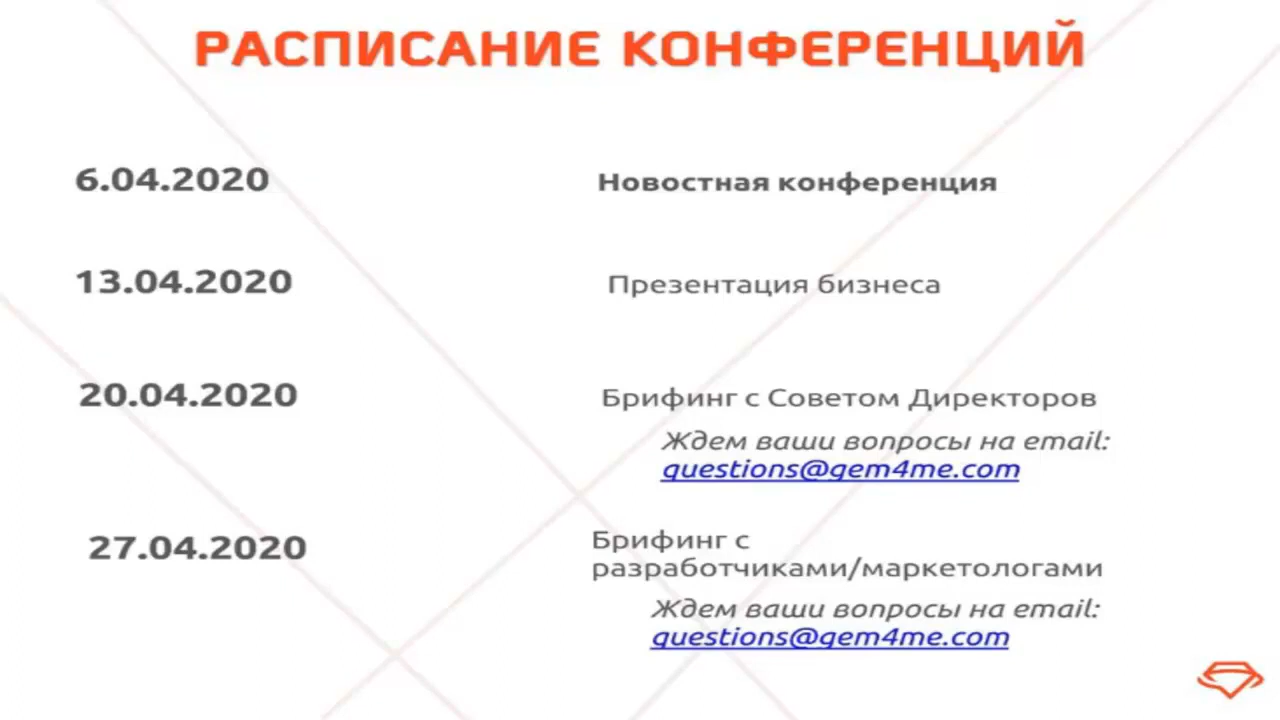 РАСПИСАНИЕ КОНФЕРЕНЦИЙ
6.04.2020 Новостная конференция
13.04.2020 Презентация бизнеса
20.04.2020 Брифинг с Советом Директоров
Ждем ваши вопросы на email:
questions@gem4me.com
27.04.2020 Брифинг с
разработчиками/маркетологами
Ждем ваши вопросы на email:
questions@gem4me.com